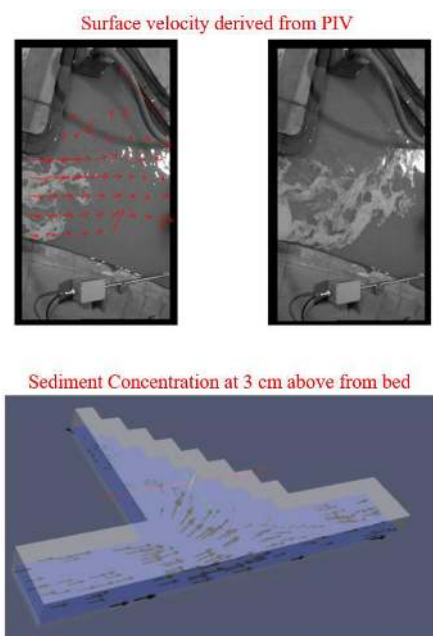 Surface velocity derived from PIV
Sediment Concentration at 3 cm above from bed